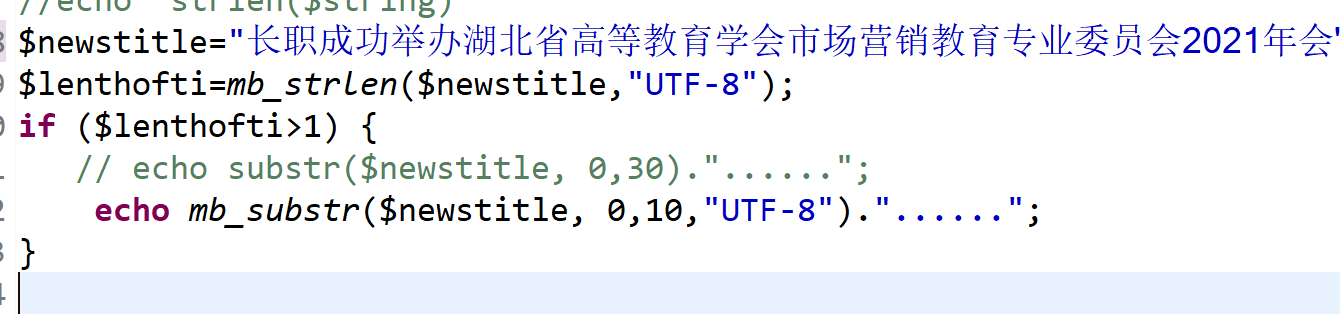 //echo  strlen($string)
$newstitle="长职成功举办湖北省高等教育学会市场营销教育专业委员会2021年会"
$lenthofti=mb_strlen($newstitle,"UTF-8");
if ($lenthofti>1) {
// echo substr($newstitle, 0,30)."......";
echo mb_substr($newstitle, 0,10,"UTF-8")."......";
}